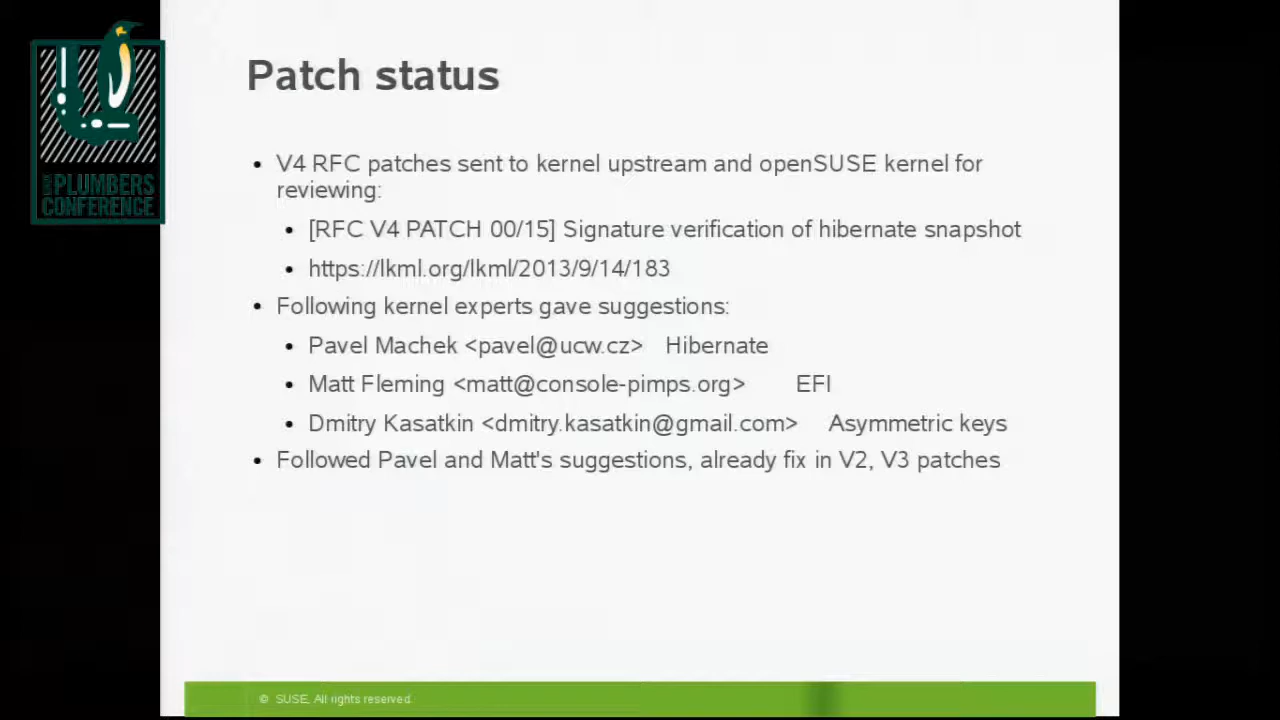 Patch status
• V4 RFC patches sent to kernel upstream and openSUSE kernel for
reviewing:
• [RFC V4 PATCH 00/15] Signature verification of hibernate snapshot
• https://lkml.org/lkml/2013/9/14/183
• Following kernel experts gave suggestions:
• Pavel Machek <pavel@ucw.cz> Hibernate
• Matt Fleming <matt@console-pimps.org> EFI
• Dmitry Kasatkin <dmitry.kasatkin@gmail.com> Asymmetric keys
• Followed Pavel and Matt's suggestions, already fix in V2, V3 patches
LINUX PLUMBERS
CONFERENCE
© SUSE, All rights reserved.